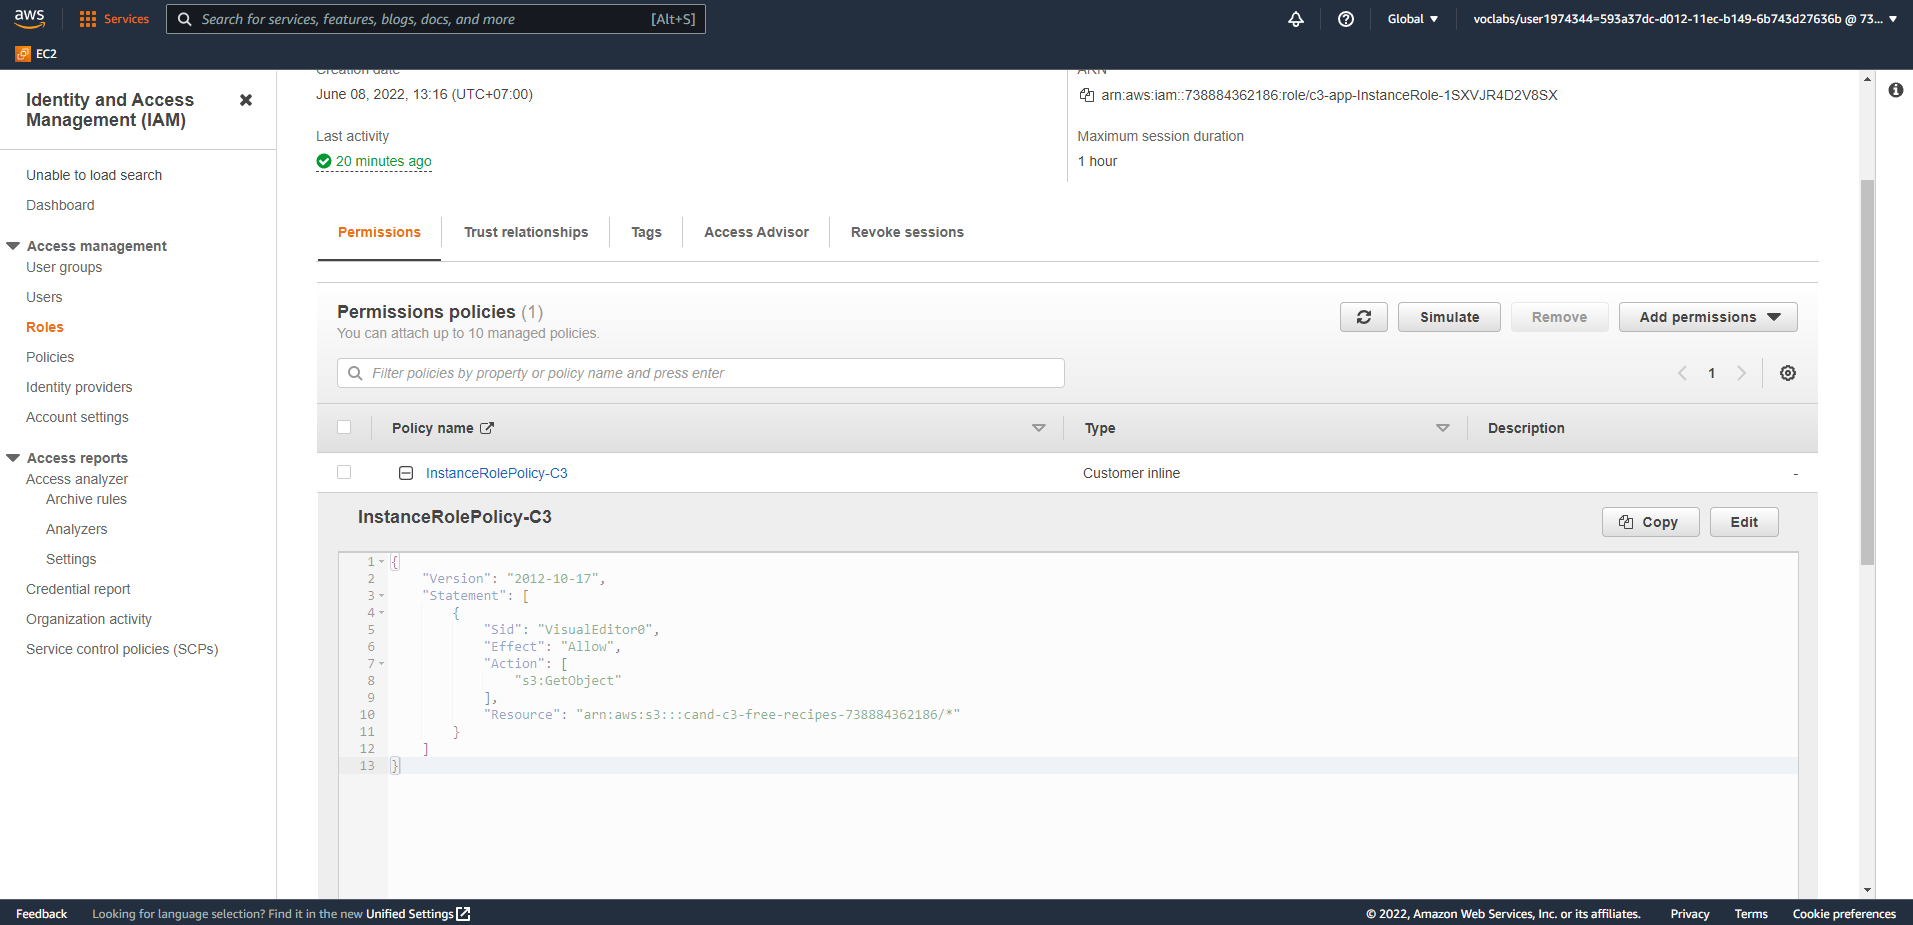 aws
Services
Search for services, features, blogs, docs, and more
[Alt+S]
Global
voclabs/user1974344=593a37dc-d012-11ec-b149-6b743d27636b @ 73...
EC2
Identity and Access
Management (IAM)
Unable to load search
Dashboard
Access management
User groups
Users
Roles
Policies
Identity providers
Account settings
Access reports
Access analyzer
Archive rules
Analyzers
Settings
Credential report
Organization activity
Service control policies (SCPs)
Creation date
June 08, 2022, 13:16 (UTC+07:00)
Last activity
20 minutes ago
ARN
arn:aws:iam::738884362186:role/c3-app-InstanceRole-1SXVJR4D2V8SX
Maximum session duration
1 hour
Permissions
Trust relationships
Tags
Access Advisor
Revoke sessions
Permissions policies (1)
You can attach up to 10 managed policies.
Simulate
Remove
Add permissions
Filter policies by property or policy name and press enter
1
Policy name
Type
Description
InstanceRolePolicy-C3
Customer inline
-
InstanceRolePolicy-C3
Copy
Edit
1 {
2 "Version": "2012-10-17",
3 "Statement": [
4 {
5 "Sid": "VisualEditor0",
6 "Effect": "Allow",
7 "Action": [
8 "s3:GetObject"
9 ],
10 "Resource": "arn:aws:s3:::cand-c3-free-recipes-738884362186/*"
11 }
12 ]
13 }
Feedback
Looking for language selection? Find it in the new Unified Settings
© 2022, Amazon Web Services, Inc. or its affiliates.
Privacy
Terms
Cookie preferences